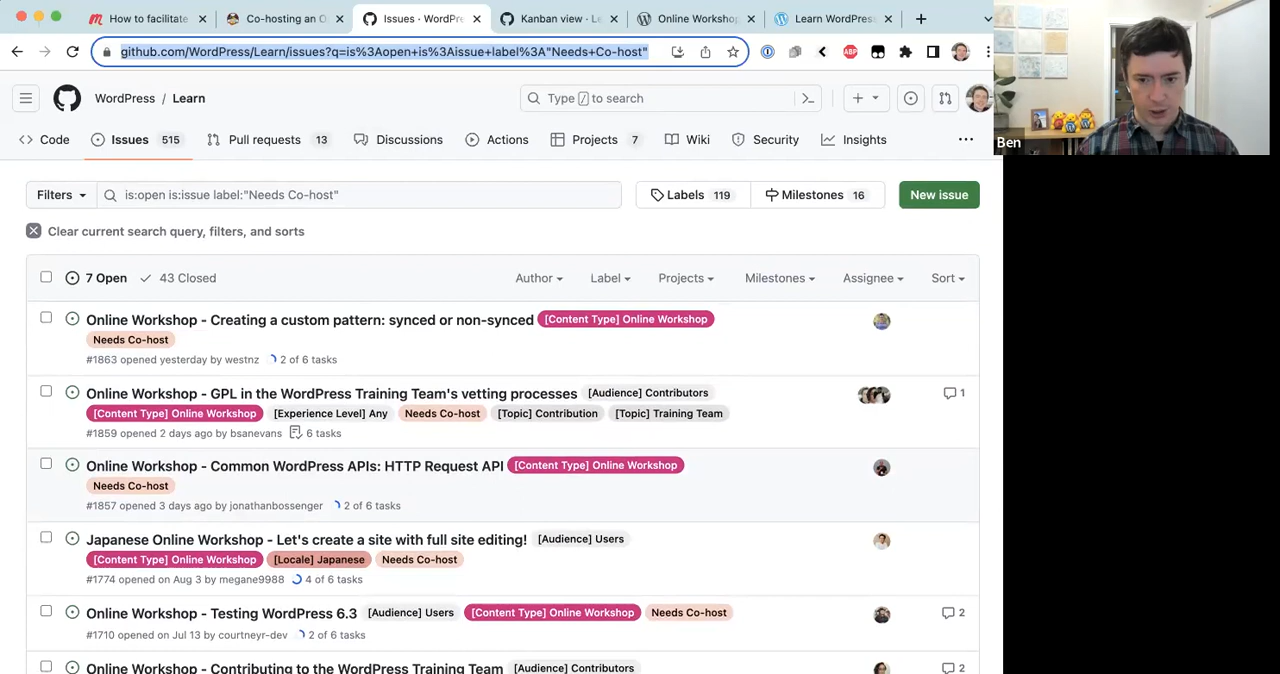 How to facilitate
Co-hosting an O
Issues · WordPre
Kanban view · Le
Online Workshop
Learn WordPress
github.com/WordPress/Learn/issues?q=is%3Aopen+is%3Aissue+label%3A"Needs+Co-host"
ABP
WordPress / Learn
Type / to search
Code
Issues 515
Pull requests 13
Discussions
Actions
Projects 7
Wiki
Security
Insights
Ben
Filters
is:open is:issue label:"Needs Co-host"
Labels 119
Milestones 16
New issue
Clear current search query, filters, and sorts
7 Open
43 Closed
Author
Label
Projects
Milestones
Assignee
Sort
Online Workshop - Creating a custom pattern: synced or non-synced [Content Type] Online Workshop
Needs Co-host
#1863 opened yesterday by westnz 2 of 6 tasks
Online Workshop - GPL in the WordPress Training Team's vetting processes [Audience] Contributors 1
[Content Type] Online Workshop [Experience Level] Any Needs Co-host [Topic] Contribution [Topic] Training Team
#1859 opened 2 days ago by bsanevans 6 tasks
Online Workshop - Common WordPress APIs: HTTP Request API [Content Type] Online Workshop
Needs Co-host
#1857 opened 3 days ago by jonathanbossenger 2 of 6 tasks
Japanese Online Workshop - Let's create a site with full site editing! [Audience] Users
[Content Type] Online Workshop [Locale] Japanese Needs Co-host
#1774 opened on Aug 3 by megane9988 4 of 6 tasks
Online Workshop - Testing WordPress 6.3 [Audience] Users [Content Type] Online Workshop Needs Co-host 2
#1710 opened on Jul 13 by courtneyr-dev 2 of 6 tasks
Online Workshop - Contributing to the WordPress Training Team [Audience] Contributors 2